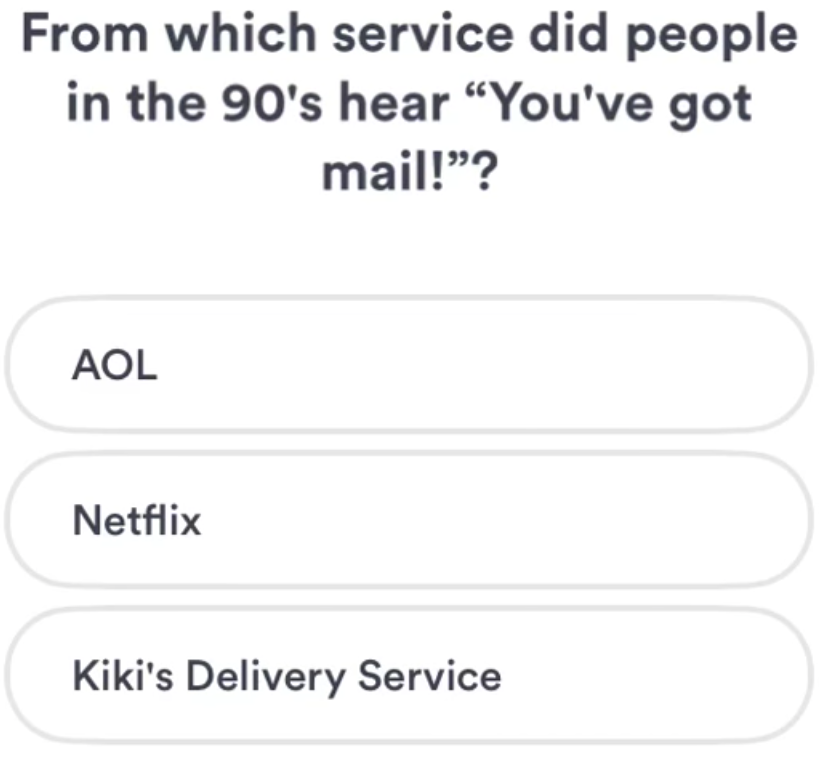 From which service did people
in the 90's hear “You've got
mail!”?
AOL
Netflix
Kiki's Delivery Service